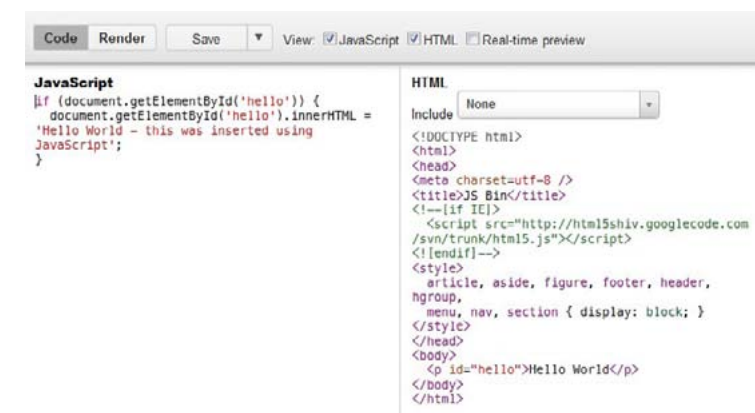 Code Render Save View: JavaScript HTML Real-time preview
JavaScript
if (document.getElementById('hello')) {
  document.getElementById('hello').innerHTML =
'Hello World - this was inserted using
JavaScript';
}
HTML
Include None
<!DOCTYPE html>
<html>
<head>
<meta charset=utf-8 />
<title>JS Bin</title>
<!--[if IE]>
  <script src="http://html5shiv.googlecode.com
/svn/trunk/html5.js"></script>
<![endif]-->
<style>
  article, aside, figure, footer, header,
hgroup,
  menu, nav, section { display: block; }
</style>
</head>
<body>
  <p id="hello">Hello World</p>
</body>
</html>